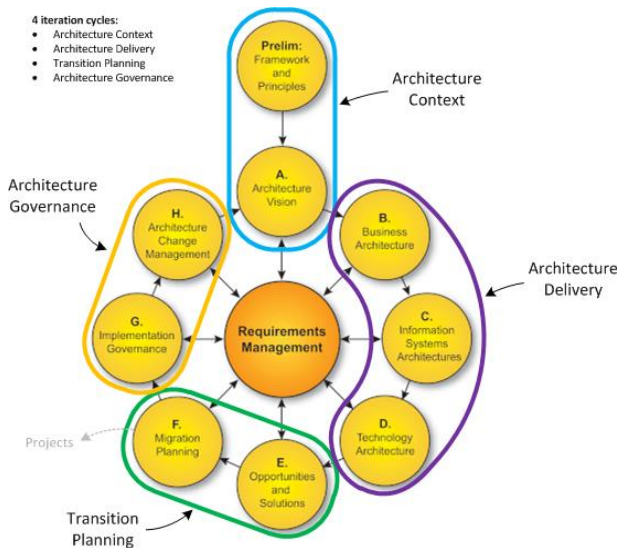 4 iteration cycles:
• Architecture Context
• Architecture Delivery
• Transition Planning
• Architecture Governance
Prelim:
Framework
and
Principles
Architecture
Context
A.
Architecture
Vision
Architecture
Governance
H.
Architecture
Change
Management
B.
Business
Architecture
Architecture
Delivery
G.
Implementation
Governance
Requirements
Management
C.
Information
Systems
Architectures
F.
Migration
Planning
D.
Technology
Architecture
Projects
E.
Opportunities
and
Solutions
Transition
Planning